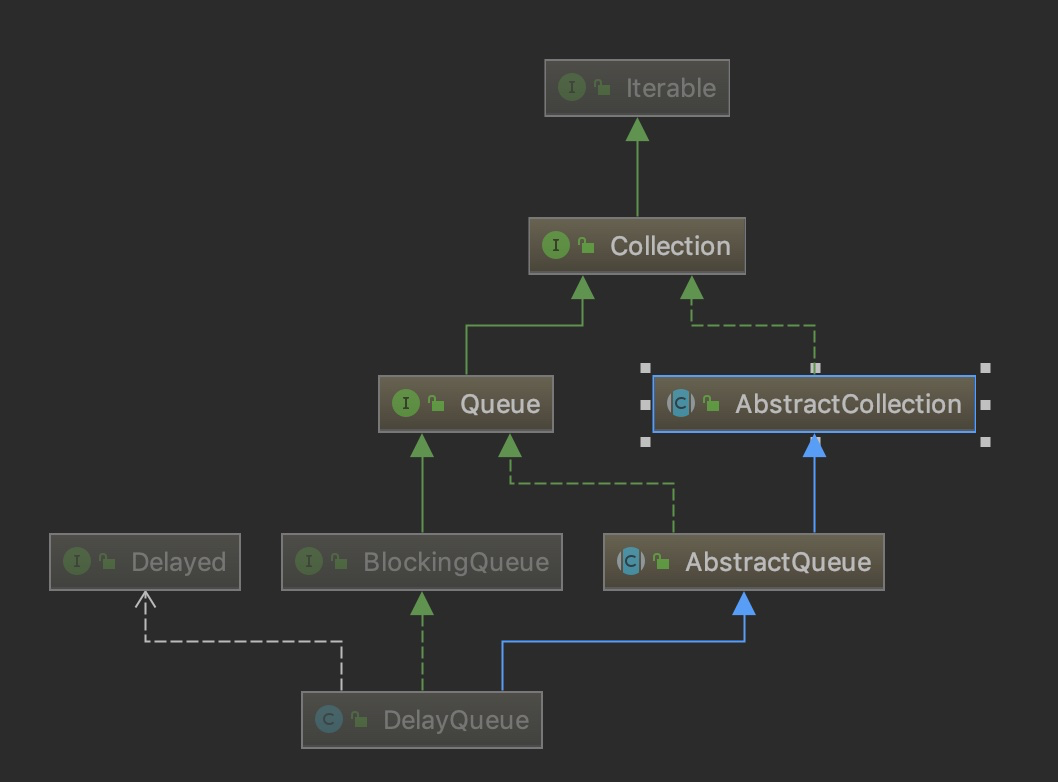 I Iterable
I Collection
I Queue
C AbstractCollection
I Delayed
I BlockingQueue
C AbstractQueue
C DelayQueue